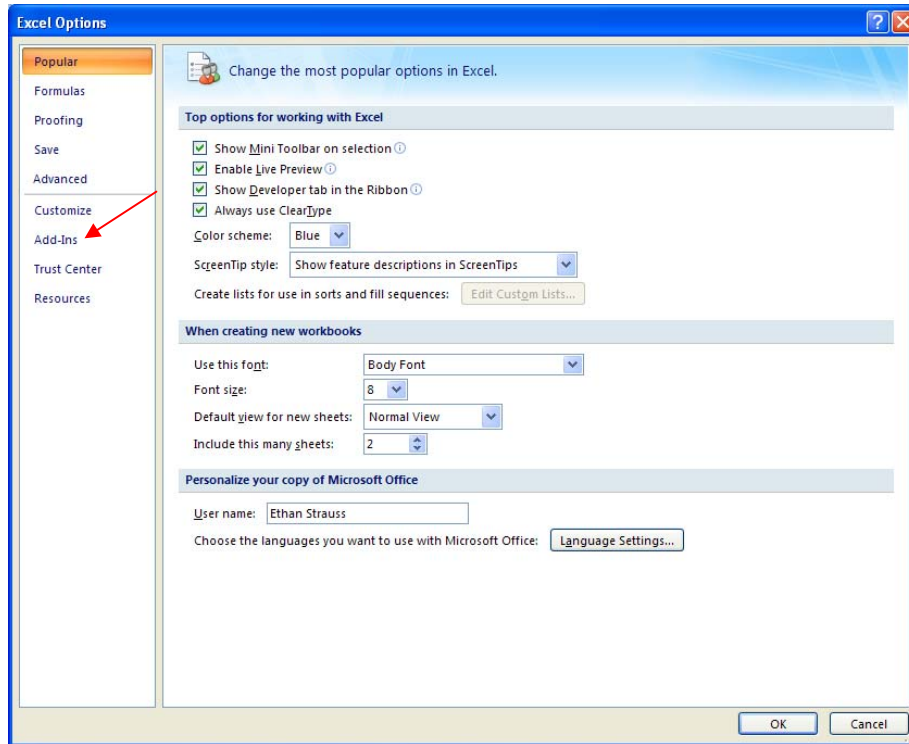 Excel Options
?
Popular
Formulas
Proofing
Save
Advanced
Customize
Add-Ins
Trust Center
Resources
Change the most popular options in Excel.
Top options for working with Excel
Show Mini Toolbar on selection
Enable Live Preview
Show Developer tab in the Ribbon
Always use ClearType
Color scheme: Blue
ScreenTip style: Show feature descriptions in ScreenTips
Create lists for use in sorts and fill sequences: Edit Custom Lists...
When creating new workbooks
Use this font: Body Font
Font size: 8
Default view for new sheets: Normal View
Include this many sheets: 2
Personalize your copy of Microsoft Office
User name: Ethan Strauss
Choose the languages you want to use with Microsoft Office: Language Settings...
OK Cancel